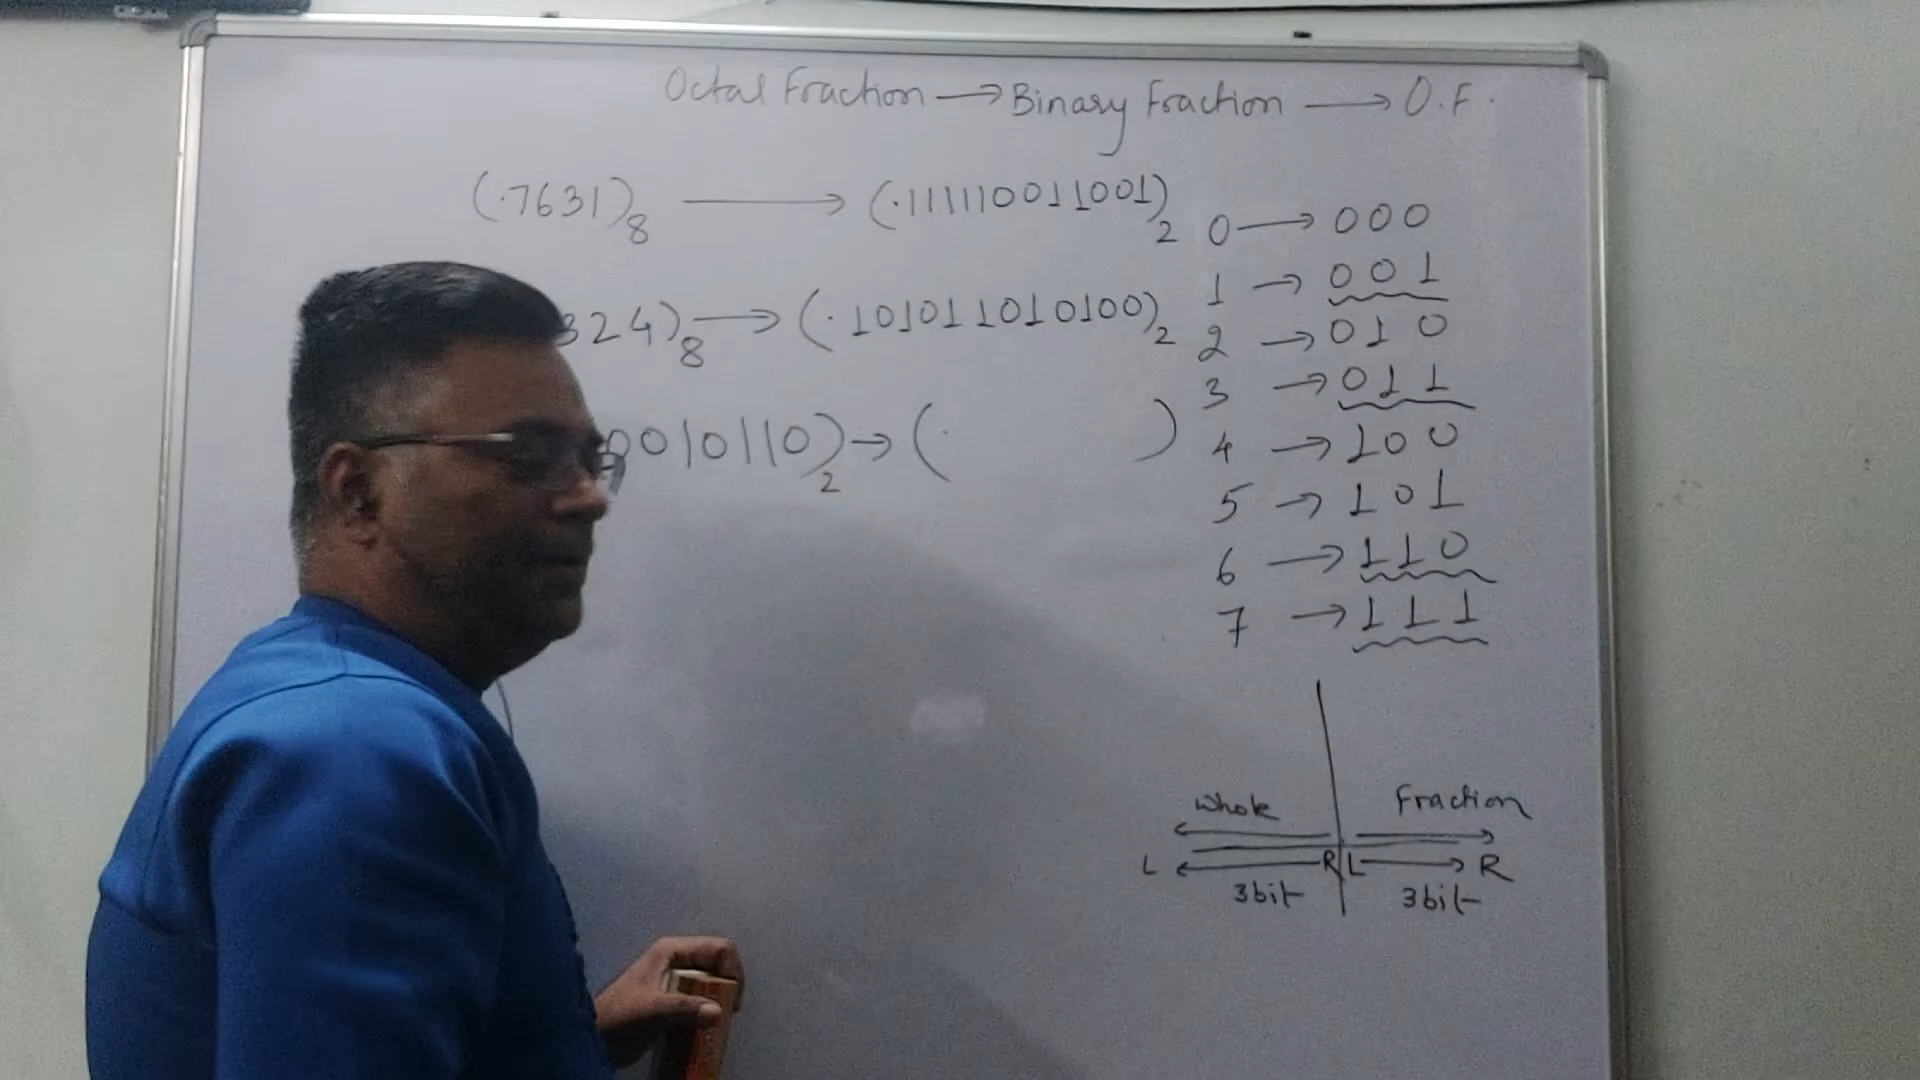 Octal Fraction → Binary Fraction → O.F.
(.7631)8 → (.111110011001)2
324)8 → (.101011010100)2
0010110)2 → (. )
0 → 000
1 → 001
2 → 010
3 → 011
4 → 100
5 → 101
6 → 110
7 → 111
Whole Fraction
L R L R
3bit 3bit